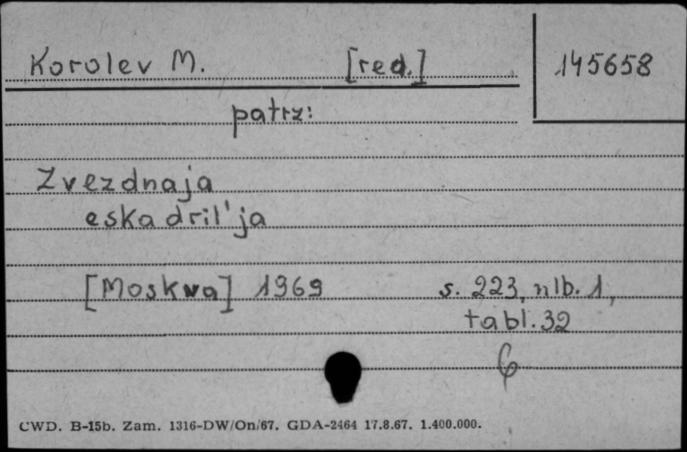 Korolev M. [red.] 145658
patrz:
Zvezdnaja
eskadril'ja
[Moskva] 1969 s. 223, nlb. 1,
tabl. 32
CWD. B-15b. Zam. 1316-DW/On/67. GDA-2464 17.8.67. 1.400.000.